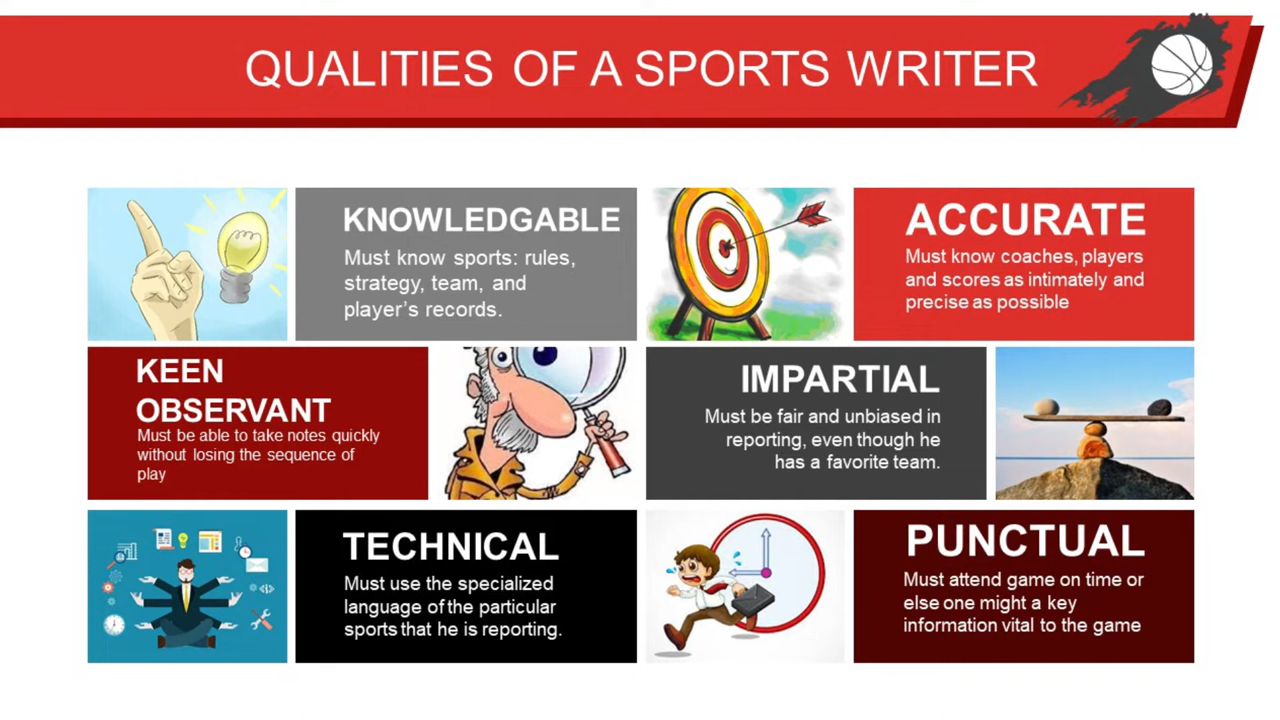 QUALITIES OF A SPORTS WRITER
KNOWLEDGABLE
Must know sports: rules,
strategy, team, and
player’s records.
ACCURATE
Must know coaches, players
and scores as intimately and
precise as possible
KEEN
OBSERVANT
Must be able to take notes quickly
without losing the sequence of
play
IMPARTIAL
Must be fair and unbiased in
reporting, even though he
has a favorite team.
TECHNICAL
Must use the specialized
language of the particular
sports that he is reporting.
PUNCTUAL
Must attend game on time or
else one might a key
information vital to the game